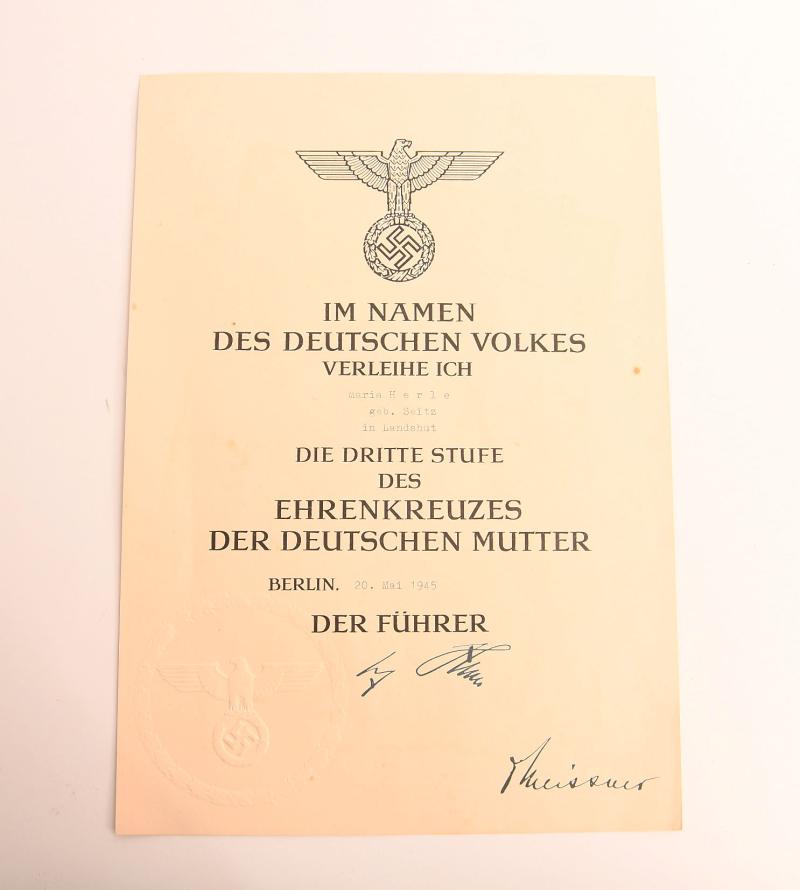 IM NAMEN
DES DEUTSCHEN VOLKES
VERLEIHE ICH
maria H e r l e
geb. Seitz
in Landshut
DIE DRITTE STUFE
DES
EHRENKREUZES
DER DEUTSCHEN MUTTER
BERLIN. 20. Mai 1945
DER FÜHRER
Meissner